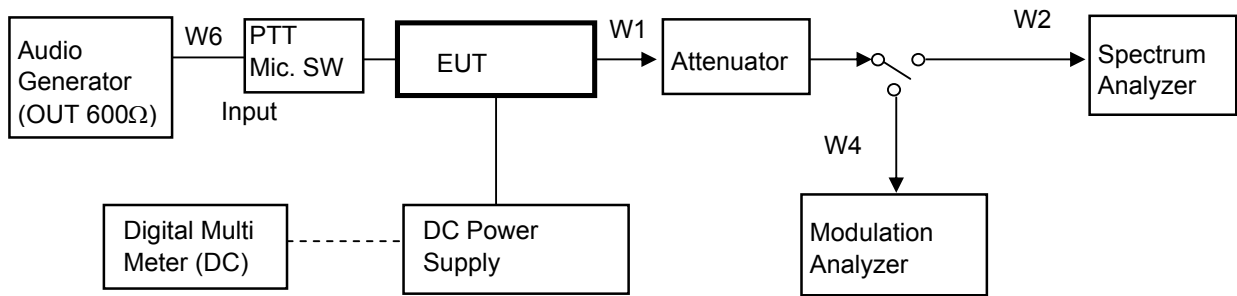 Audio
Generator
(OUT 600Ω)
W6
PTT
Mic. SW
Input
EUT
W1
Attenuator
W2
Spectrum
Analyzer
W4
Digital Multi
Meter (DC)
DC Power
Supply
Modulation
Analyzer